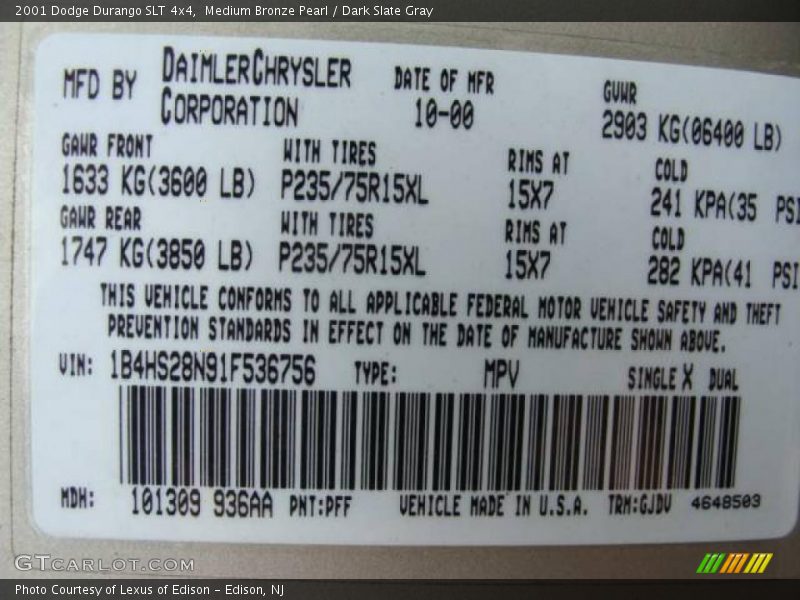 2001 Dodge Durango SLT 4x4, Medium Bronze Pearl / Dark Slate Gray
MFD BY DAIMLERCHRYSLER CORPORATION DATE OF MFR 10-00 GVWR 2903 KG(06400 LB)
GAWR FRONT WITH TIRES RIMS AT COLD
1633 KG(3600 LB) P235/75R15XL 15X7 241 KPA(35 PSI
GAWR REAR WITH TIRES RIMS AT COLD
1747 KG(3850 LB) P235/75R15XL 15X7 282 KPA(41 PSI
THIS VEHICLE CONFORMS TO ALL APPLICABLE FEDERAL MOTOR VEHICLE SAFETY AND THEFT
PREVENTION STANDARDS IN EFFECT ON THE DATE OF MANUFACTURE SHOWN ABOVE.
VIN: 1B4HS28N91F536756 TYPE: MPV SINGLE X DUAL
MDH: 101309 936AA PNT:PFF VEHICLE MADE IN U.S.A. TRM:GJDV 4648503
GTCARLOT.COM
Photo Courtesy of Lexus of Edison - Edison, NJ